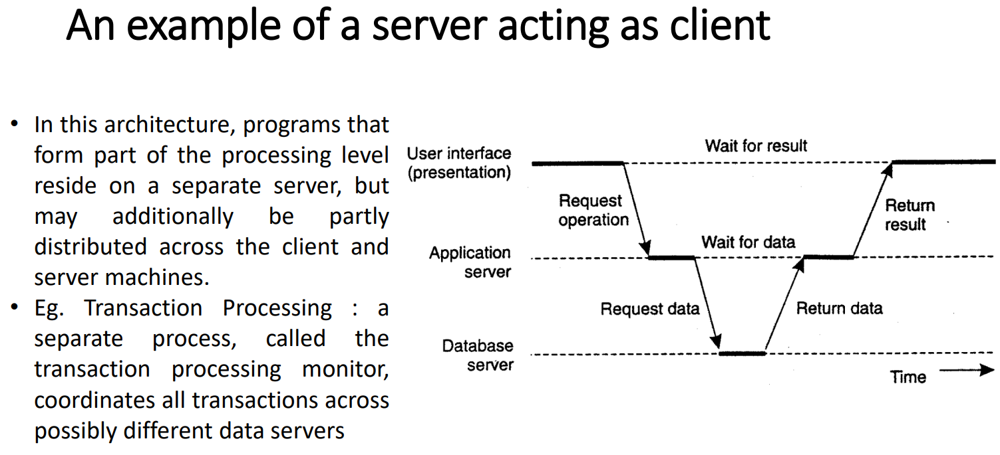 An example of a server acting as client
• In this architecture, programs that
form part of the processing level
reside on a separate server, but
may additionally be partly
distributed across the client and
server machines.
• Eg. Transaction Processing : a
separate process, called the
transaction processing monitor,
coordinates all transactions across
possibly different data servers
User interface
(presentation)
Wait for result
Request
operation
Return
result
Application
server
Wait for data
Request data
Return data
Database
server
Time